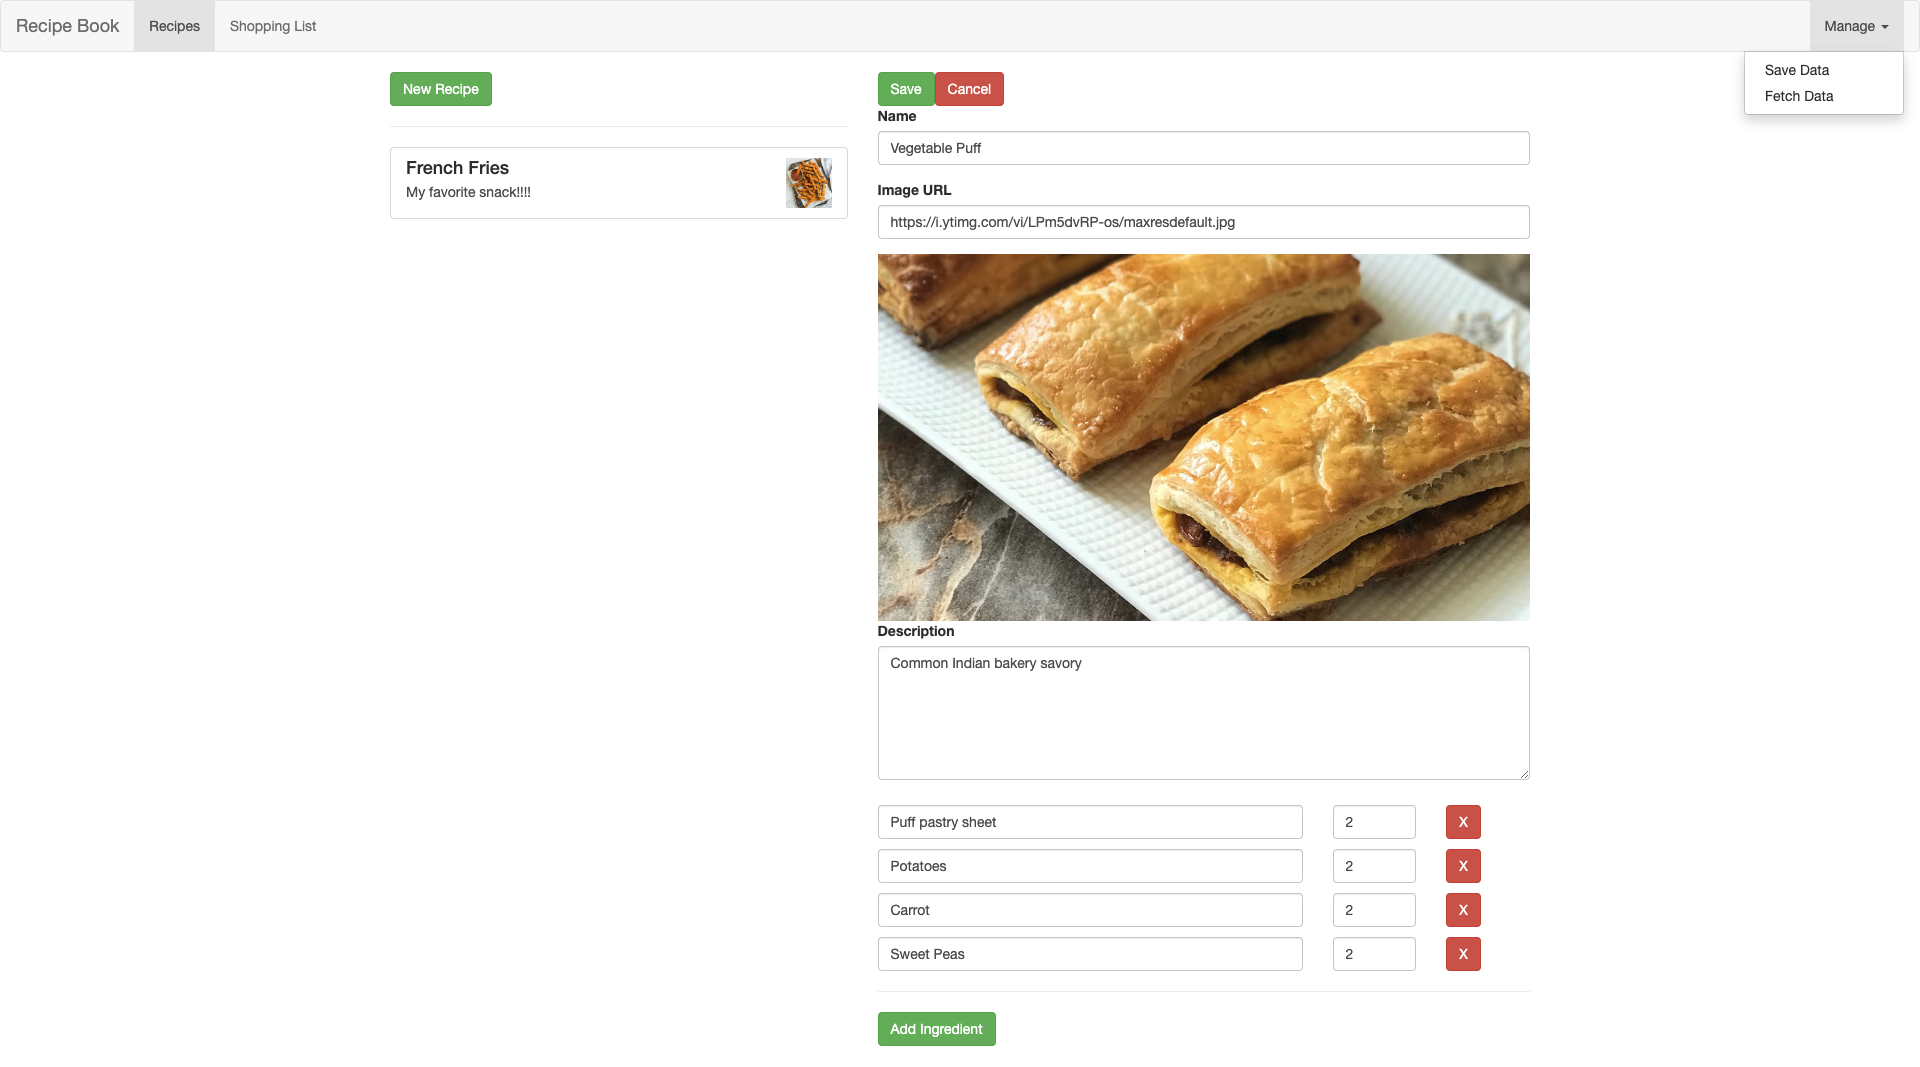 Recipe Book Recipes Shopping List Manage
Save Data
Fetch Data
New Recipe
French Fries
My favorite snack!!!!
Save Cancel
Name
Vegetable Puff
Image URL
https://i.ytimg.com/vi/LPm5dvRP-os/maxresdefault.jpg
Description
Common Indian bakery savory
Puff pastry sheet 2 X
Potatoes 2 X
Carrot 2 X
Sweet Peas 2 X
Add Ingredient